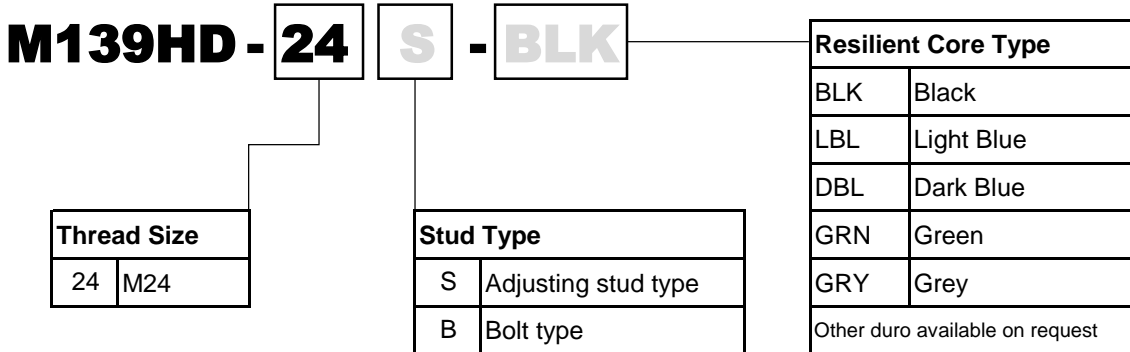 M139HD - 24 S - BLK
Resilient Core Type
BLK Black
LBL Light Blue
DBL Dark Blue
GRN Green
GRY Grey
Other duro available on request
Thread Size
24 M24
Stud Type
S Adjusting stud type
B Bolt type